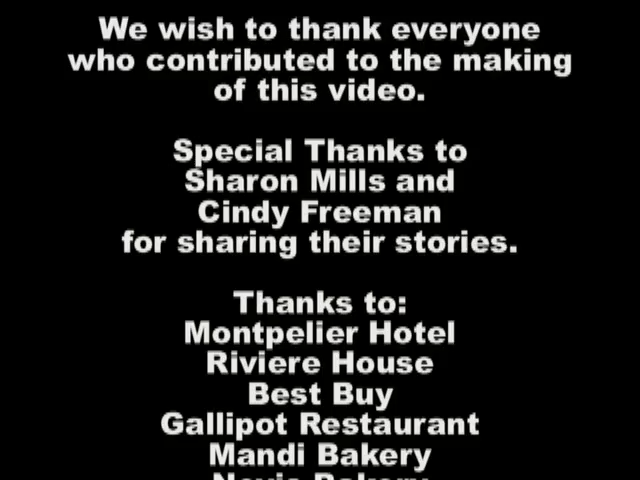 We wish to thank everyone
who contributed to the making
of this video.
Special Thanks to
Sharon Mills and
Cindy Freeman
for sharing their stories.
Thanks to:
Montpelier Hotel
Riviere House
Best Buy
Gallipot Restaurant
Mandi Bakery